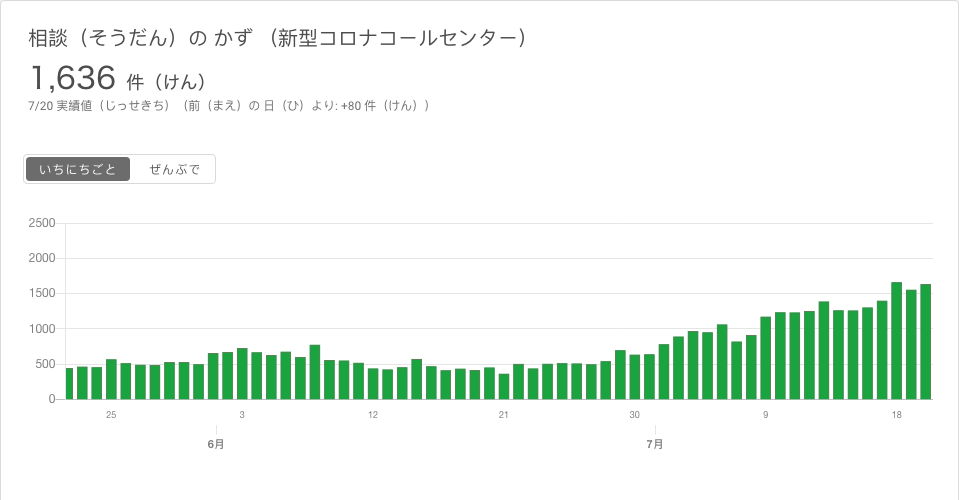 相談（そうだん）の かず （新型コロナコールセンター）
1,636 件（けん）
7/20 実績値（じっせきち）（前（まえ）の 日（ひ）より: +80 件（けん））
いちにちごと ぜんぶで
2500
2000
1500
1000
500
0
25 3 12 21 30 9 18
6月 7月